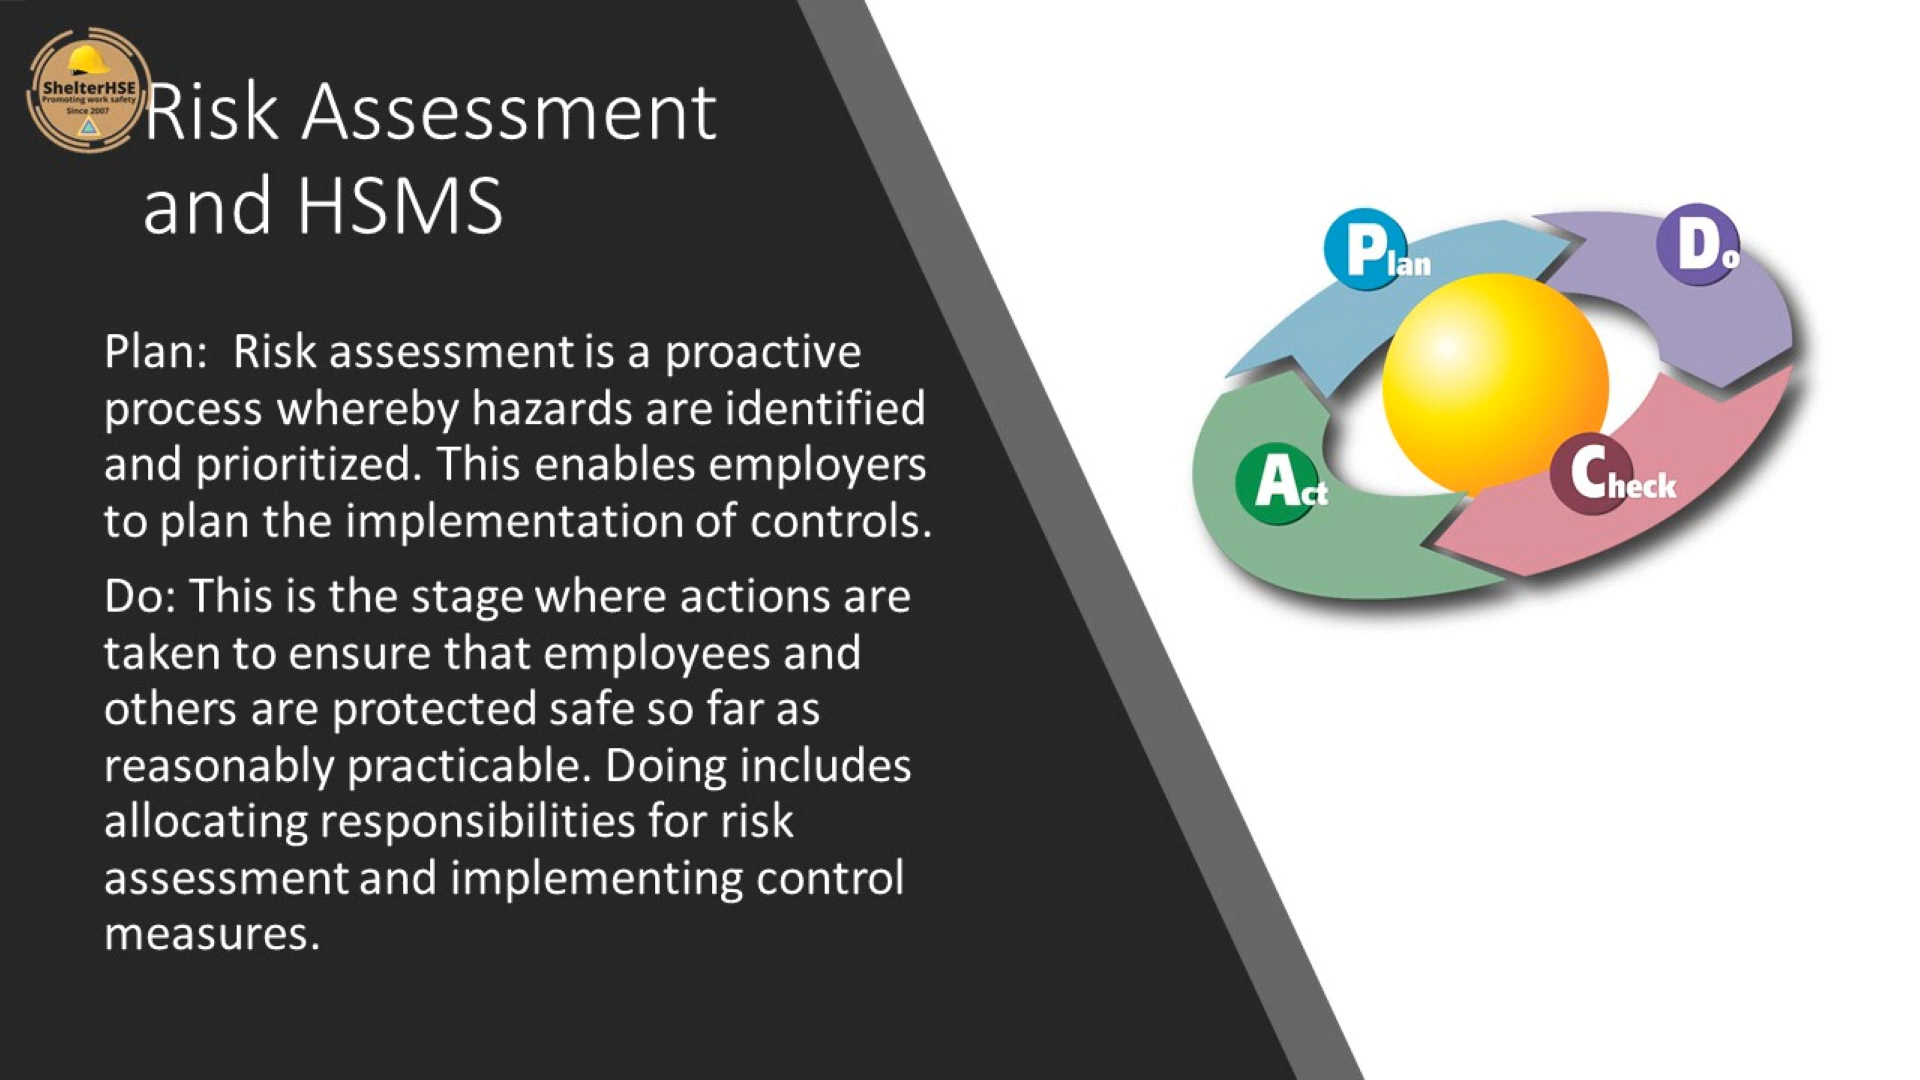 ShelterHSE
Promoting work safety
Since 2007
Risk Assessment
and HSMS
Plan:  Risk assessment is a proactive
process whereby hazards are identified
and prioritized. This enables employers
to plan the implementation of controls.
Do: This is the stage where actions are
taken to ensure that employees and
others are protected safe so far as
reasonably practicable. Doing includes
allocating responsibilities for risk
assessment and implementing control
measures.
Plan
Do
Check
Act